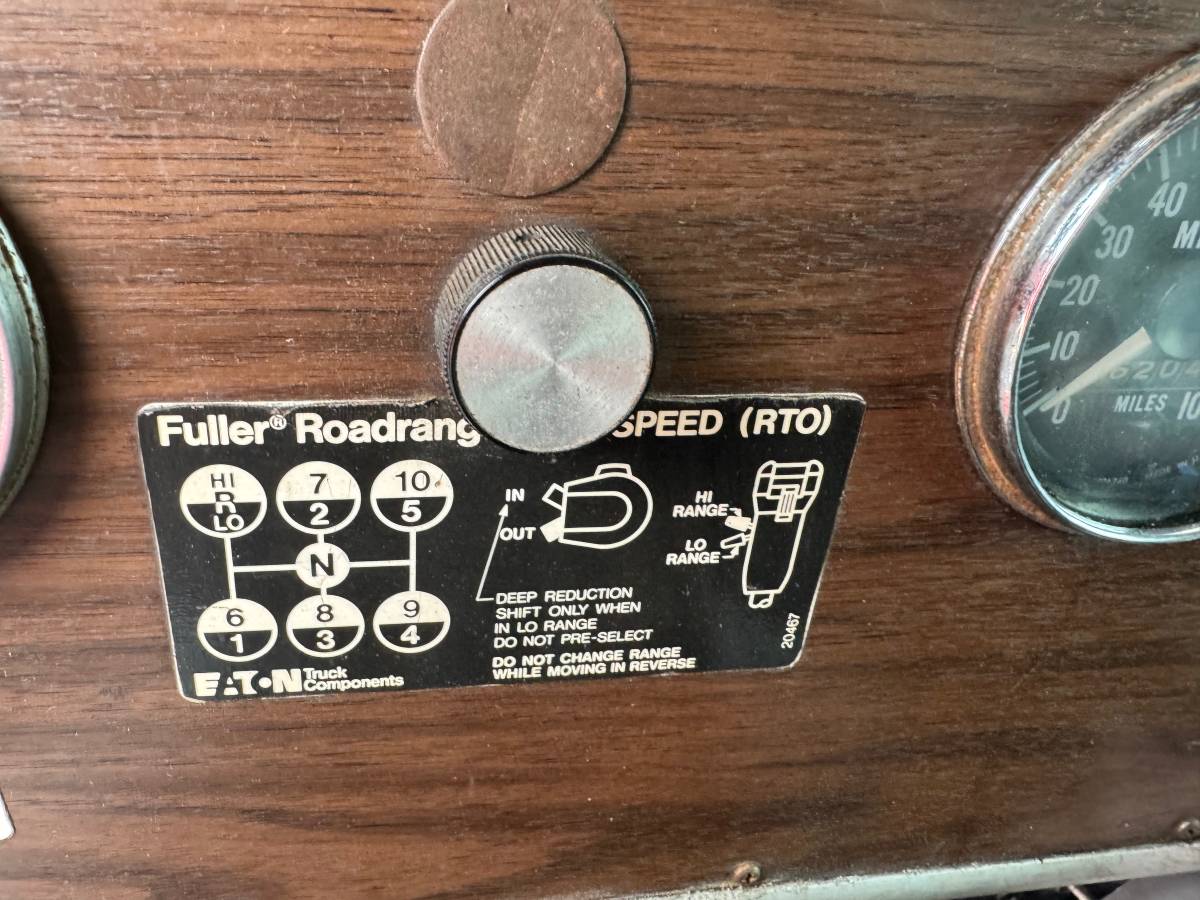 Fuller® Roadrang SPEED (RTO)
HI 7 10
R 2 5
LO
N
6 8 9
1 3 4
IN
OUT
HI
RANGE
LO
RANGE
DEEP REDUCTION
SHIFT ONLY WHEN
IN LO RANGE
DO NOT PRE-SELECT
DO NOT CHANGE RANGE
WHILE MOVING IN REVERSE
20467
EATON Truck
Components
40
30
20
10
0
M
6204
MILES 10